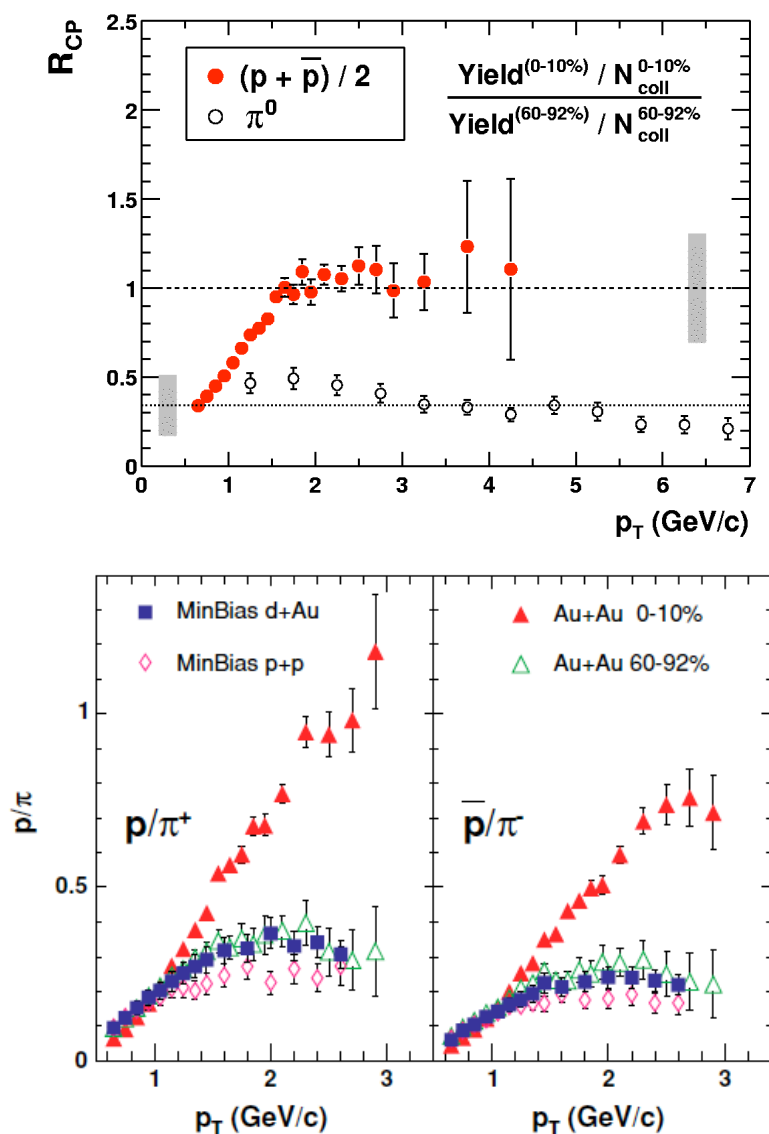 R_CP
2.5
2
1.5
1
0.5
0
(p + p̅) / 2
π⁰
Yield^(0-10%) / N_coll^0-10%
Yield^(60-92%) / N_coll^60-92%
0 1 2 3 4 5 6 7
p_T (GeV/c)
MinBias d+Au
MinBias p+p
Au+Au 0-10%
Au+Au 60-92%
1
p/π
p/π⁺
p̅/π⁻
0.5
0
1 2 3
1 2 3
p_T (GeV/c)
p_T (GeV/c)